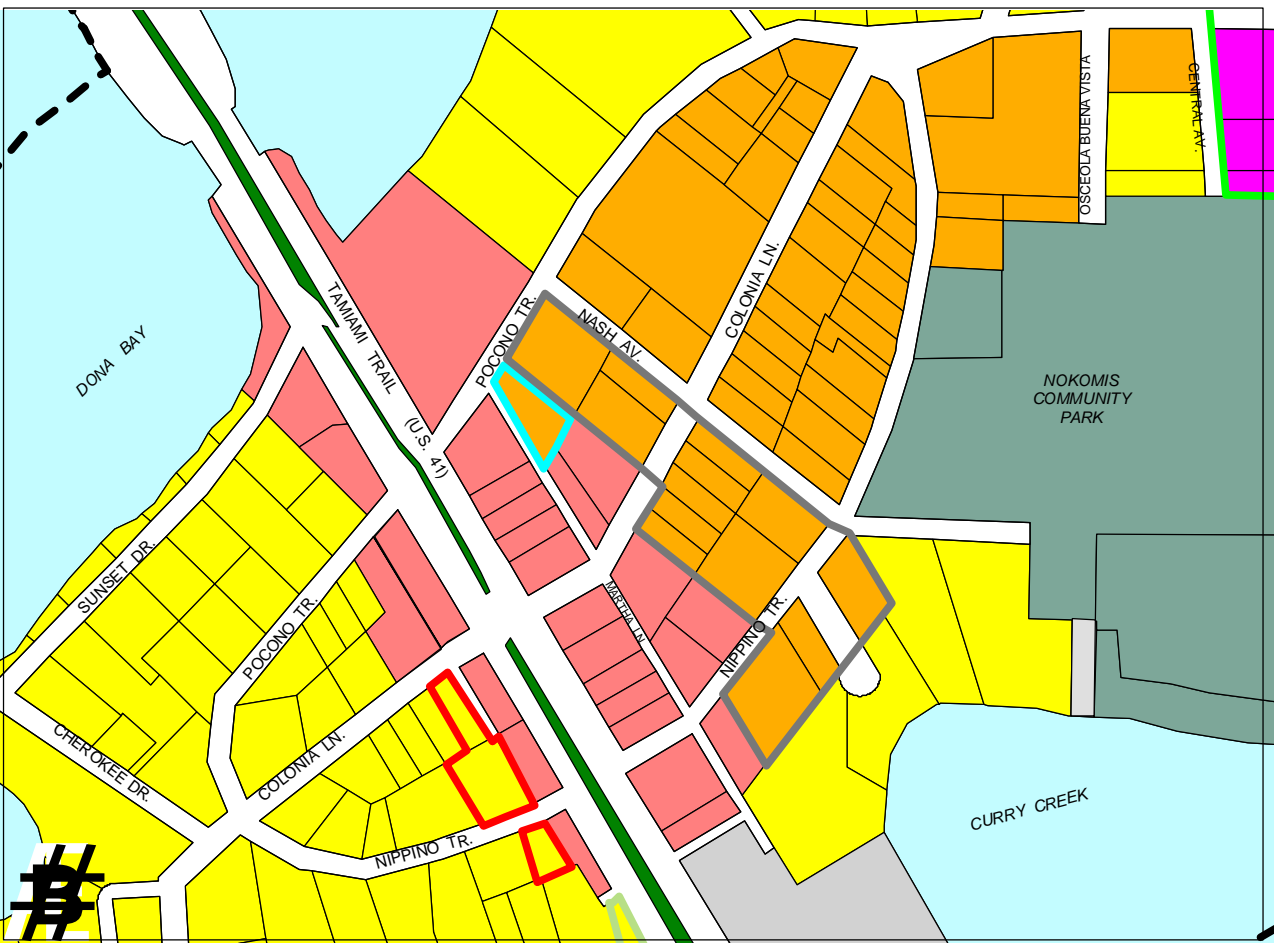 OSCEOLA BUENA VISTA
CENTRAL AV.
TAMIAMI TRAIL (U.S. 41)
POCONO TR.
NASH AV.
COLONIA LN.
DONA BAY
NOKOMIS
COMMUNITY
PARK
SUNSET DR.
POCONO TR.
MARTHA LN.
NIPPINO TR.
CHEROKEE DR.
COLONIA LN.
NIPPINO TR.
CURRY CREEK